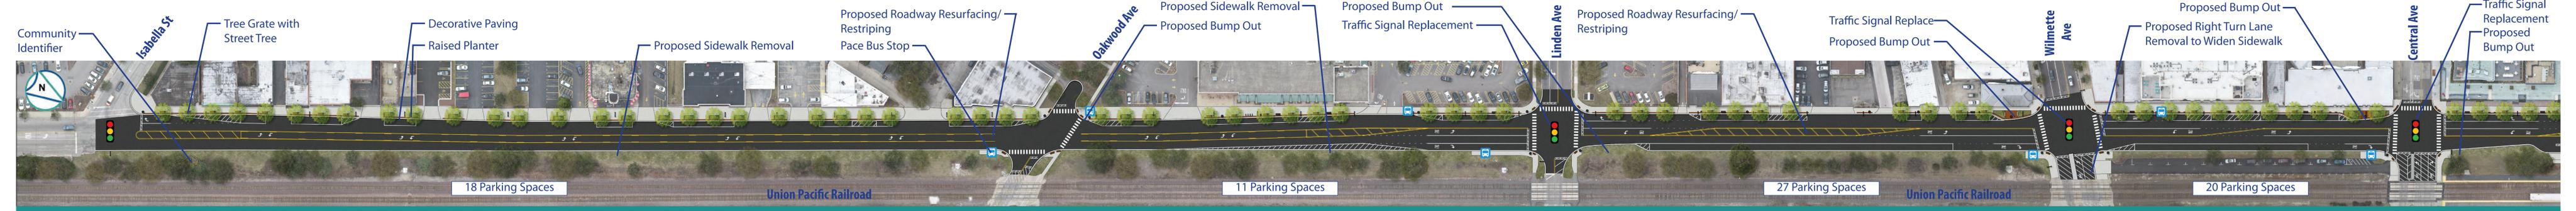 Community
Identifier
Isabella St
Tree Grate with
Street Tree
Decorative Paving
Raised Planter
Proposed Sidewalk Removal
Proposed Roadway Resurfacing/
Restriping
Pace Bus Stop
Oakwood Ave
Proposed Sidewalk Removal
Proposed Bump Out
Proposed Bump Out
Traffic Signal Replacement
Linden Ave
Proposed Roadway Resurfacing/
Restriping
Traffic Signal Replace
Proposed Bump Out
Wilmette
Ave
Proposed Bump Out
Proposed Right Turn Lane
Removal to Widen Sidewalk
Central Ave
Traffic Signal
Replacement
Proposed
Bump Out
N
18 Parking Spaces
Union Pacific Railroad
11 Parking Spaces
27 Parking Spaces
Union Pacific Railroad
20 Parking Spaces